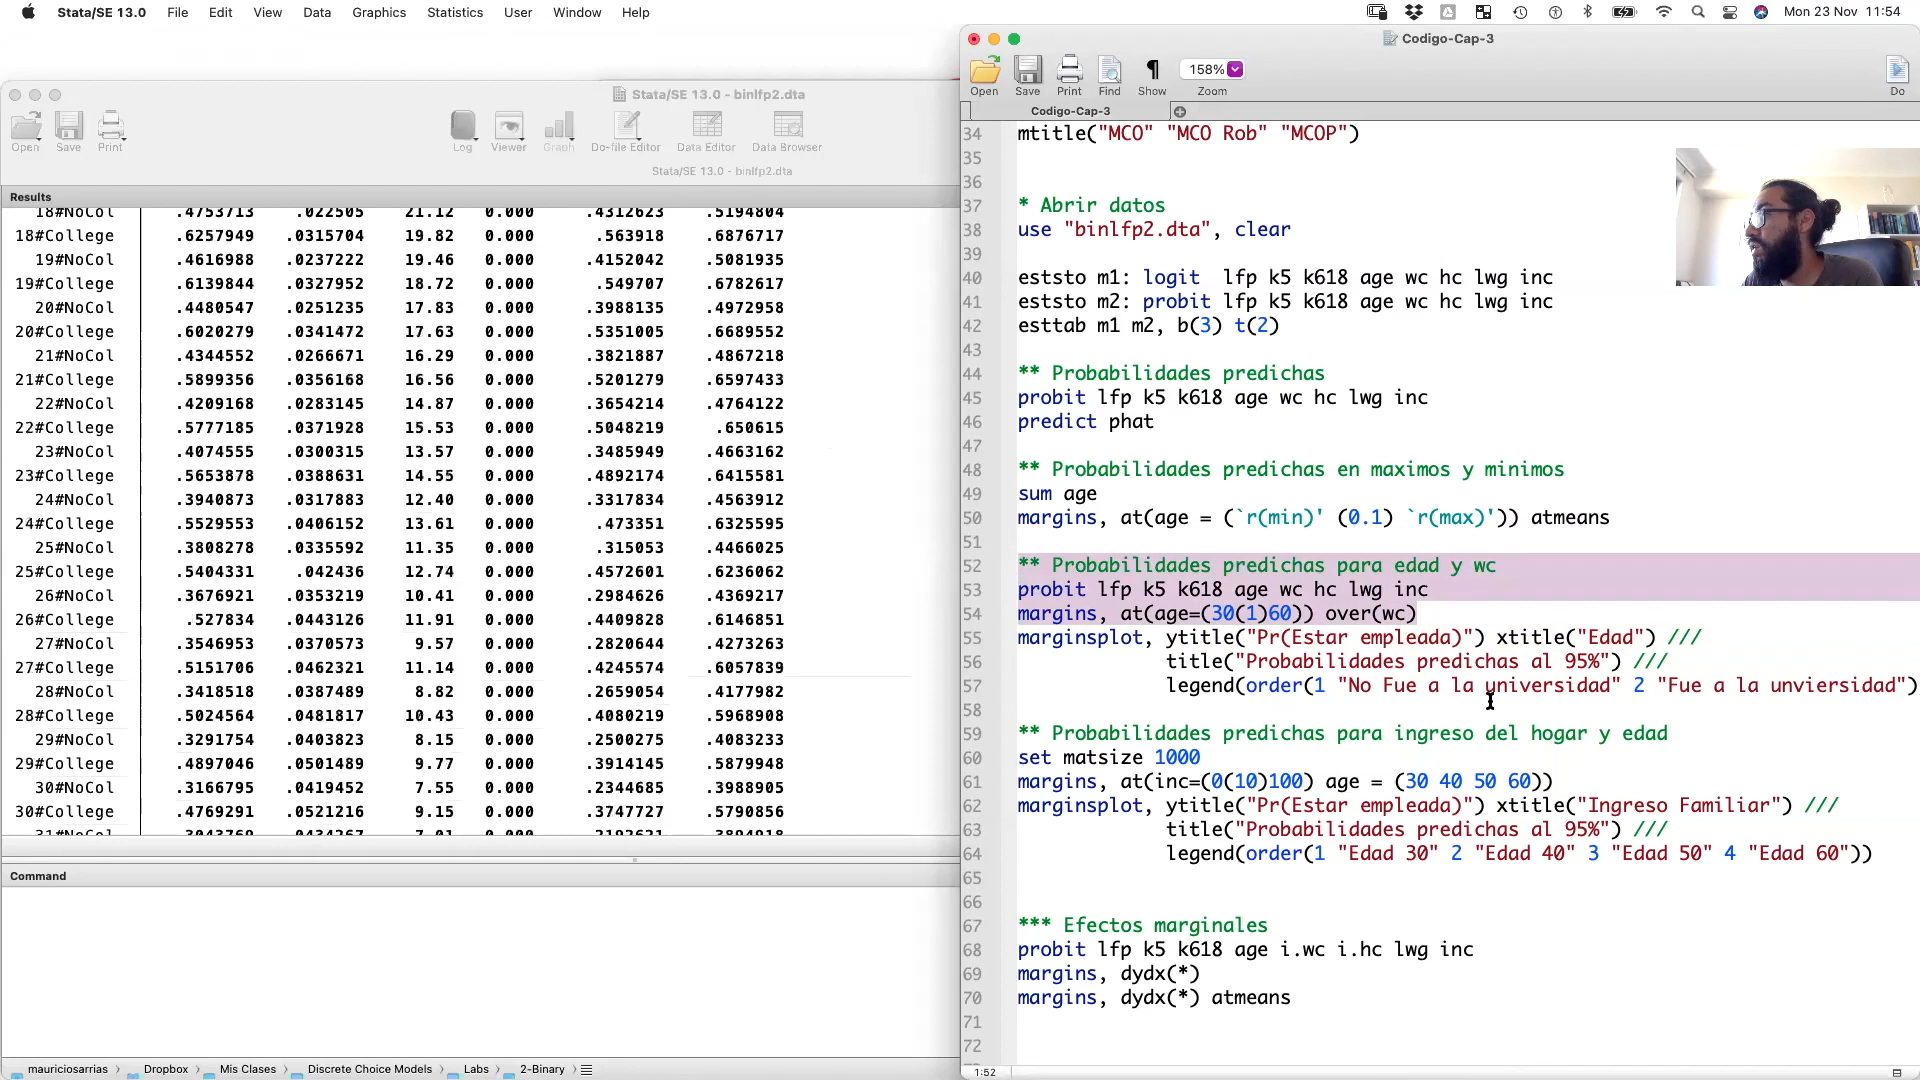 Stata/SE 13.0 File Edit View Data Graphics Statistics User Window Help Mon 23 Nov 11:54
Stata/SE 13.0 - binlfp2.dta
Open Save Print Log Viewer Graph Do-file Editor Data Editor Data Browser
Stata/SE 13.0 - binlfp2.dta
Results
18#NoCol .4753713 .022505 21.12 0.000 .4312623 .5194804
18#College .6257949 .0315704 19.82 0.000 .563918 .6876717
19#NoCol .4616988 .0237222 19.46 0.000 .4152042 .5081935
19#College .6139844 .0327952 18.72 0.000 .549707 .6782617
20#NoCol .4480547 .0251235 17.83 0.000 .3988135 .4972958
20#College .6020279 .0341472 17.63 0.000 .5351005 .6689552
21#NoCol .4344552 .0266671 16.29 0.000 .3821887 .4867218
21#College .5899356 .0356168 16.56 0.000 .5201279 .6597433
22#NoCol .4209168 .0283145 14.87 0.000 .3654214 .4764122
22#College .5777185 .0371928 15.53 0.000 .5048219 .650615
23#NoCol .4074555 .0300315 13.57 0.000 .3485949 .4663162
23#College .5653878 .0388631 14.55 0.000 .4892174 .6415581
24#NoCol .3940873 .0317883 12.40 0.000 .3317834 .4563912
24#College .5529553 .0406152 13.61 0.000 .473351 .6325595
25#NoCol .3808278 .0335592 11.35 0.000 .315053 .4466025
25#College .5404331 .042436 12.74 0.000 .4572601 .6236062
26#NoCol .3676921 .0353219 10.41 0.000 .2984626 .4369217
26#College .527834 .0443126 11.91 0.000 .4409828 .6146851
27#NoCol .3546953 .0370573 9.57 0.000 .2820644 .4273263
27#College .5151706 .0462321 11.14 0.000 .4245574 .6057839
28#NoCol .3418518 .0387489 8.82 0.000 .2659054 .4177982
28#College .5024564 .0481817 10.43 0.000 .4080219 .5968908
29#NoCol .3291754 .0403823 8.15 0.000 .2500275 .4083233
29#College .4897046 .0501489 9.77 0.000 .3914145 .5879948
30#NoCol .3166795 .0419452 7.55 0.000 .2344685 .3988905
30#College .4769291 .0521216 9.15 0.000 .3747727 .5790856
31#NoCol .3043769 .0434267 7.01 0.000 .2192621 .3894918
Command
mauriciosarrias Dropbox Mis Clases Discrete Choice Models Labs 2-Binary
Codigo-Cap-3
158%
Open Save Print Find Show Zoom Do
Codigo-Cap-3
34 mtitle("MCO" "MCO Rob" "MCOP")
35
36
37 * Abrir datos
38 use "binlfp2.dta", clear
39
40 eststo m1: logit lfp k5 k618 age wc hc lwg inc
41 eststo m2: probit lfp k5 k618 age wc hc lwg inc
42 esttab m1 m2, b(3) t(2)
43
44 ** Probabilidades predichas
45 probit lfp k5 k618 age wc hc lwg inc
46 predict phat
47
48 ** Probabilidades predichas en maximos y minimos
49 sum age
50 margins, at(age = (`r(min)' (0.1) `r(max)')) atmeans
51
52 ** Probabilidades predichas para edad y wc
53 probit lfp k5 k618 age wc hc lwg inc
54 margins, at(age=(30(1)60)) over(wc)
55 marginsplot, ytitle("Pr(Estar empleada)") xtitle("Edad") ///
56 title("Probabilidades predichas al 95%") ///
57 legend(order(1 "No Fue a la universidad" 2 "Fue a la unviersidad")
58
59 ** Probabilidades predichas para ingreso del hogar y edad
60 set matsize 1000
61 margins, at(inc=(0(10)100) age = (30 40 50 60))
62 marginsplot, ytitle("Pr(Estar empleada)") xtitle("Ingreso Familiar") ///
63 title("Probabilidades predichas al 95%") ///
64 legend(order(1 "Edad 30" 2 "Edad 40" 3 "Edad 50" 4 "Edad 60"))
65
66
67 *** Efectos marginales
68 probit lfp k5 k618 age i.wc i.hc lwg inc
69 margins, dydx(*)
70 margins, dydx(*) atmeans
71
72
1:52